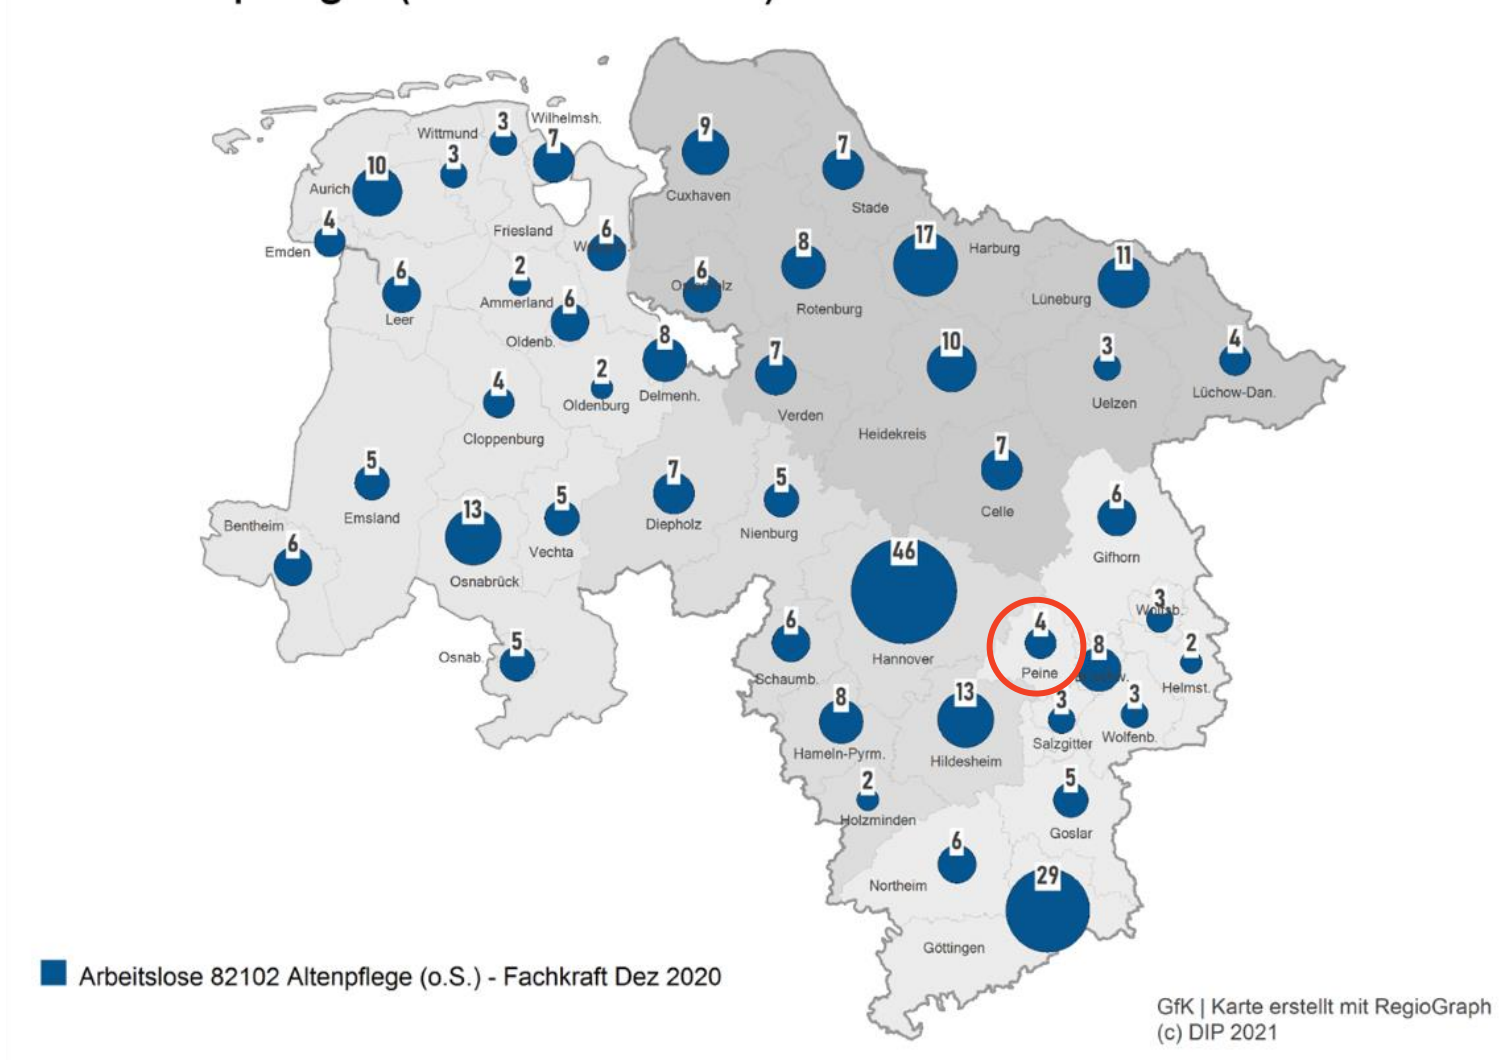 3
Wilhelmsh.
Wittmund
7
3
9
7
10
Aurich
Cuxhaven
Stade
4
Emden
Friesland
6
8
17
Harburg
11
6
2
6
Ammerland
6
Rotenburg
Lüneburg
Leer
Oldenb.
8
7
10
3
4
2
4
Oldenburg
Delmenh.
Verden
Uelzen
Lüchow-Dan.
Cloppenburg
Heidekreis
5
7
5
7
6
Emsland
13
5
Diepholz
Nienburg
Celle
Bentheim
6
Vechta
46
Gifhorn
Osnabrück
3
6
4
8
2
Osnab.
5
Hannover
Peine
Schaumb.
Helmst.
8
13
3
3
Hameln-Pyrm.
Hildesheim
Salzgitter
Wolfenb.
2
5
Holzminden
Goslar
6
Northeim
29
Göttingen
Arbeitslose 82102 Altenpflege (o.S.) - Fachkraft Dez 2020
GfK | Karte erstellt mit RegioGraph
(c) DIP 2021